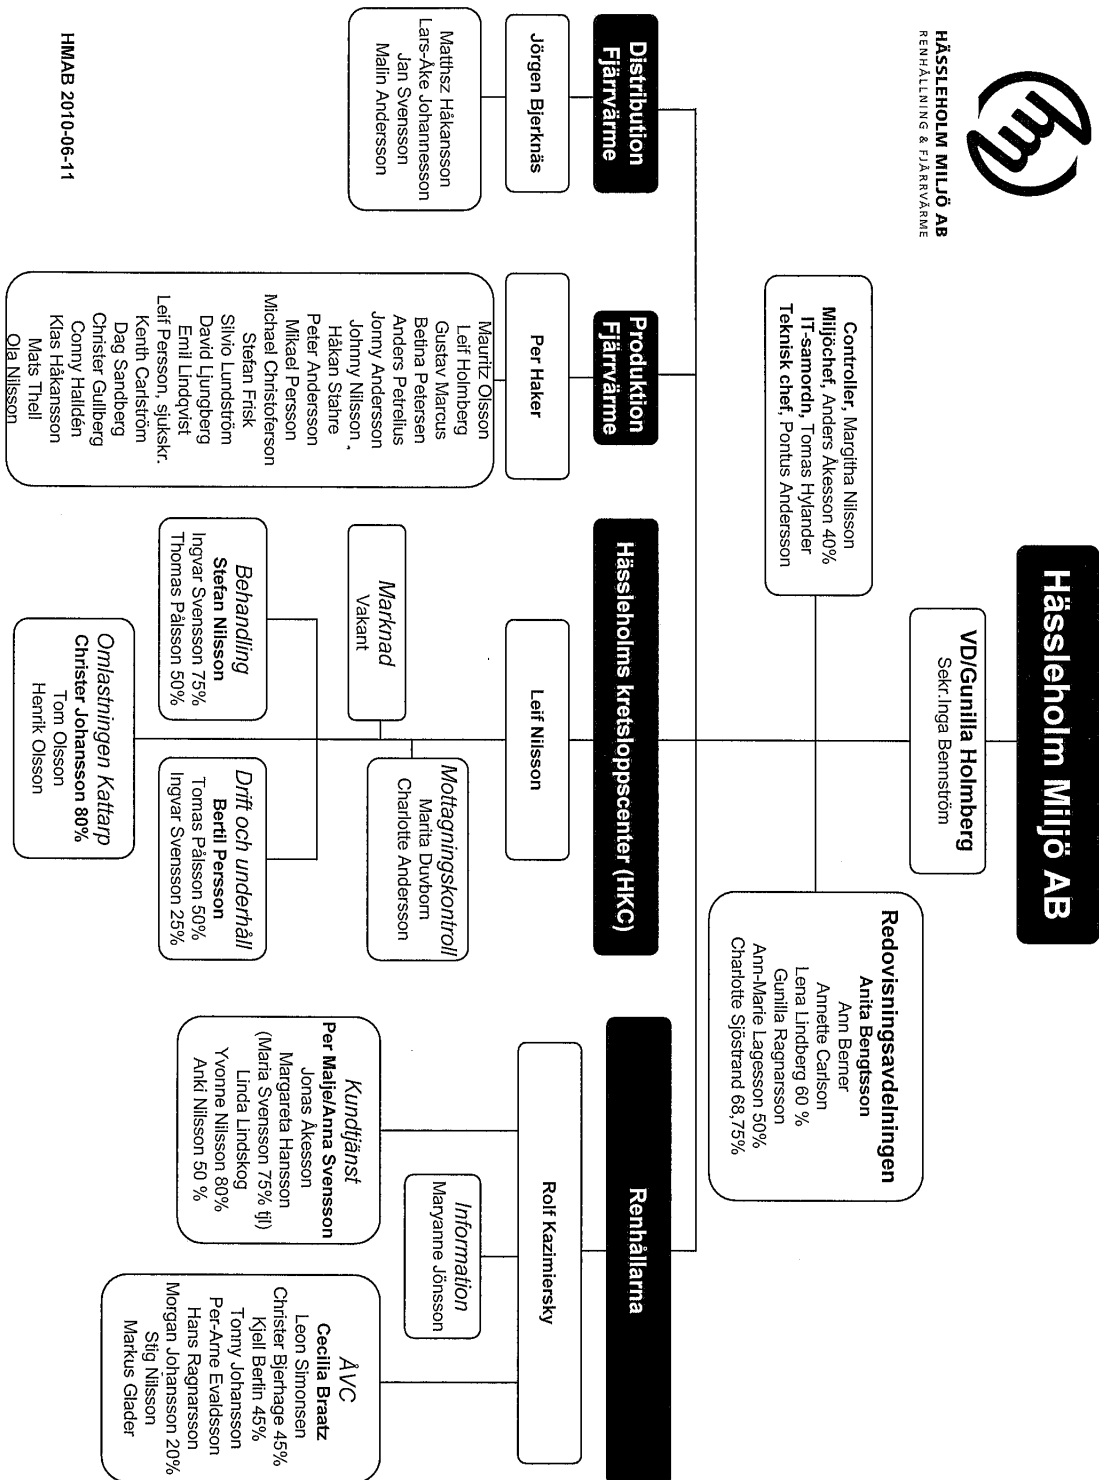 HÄSSLEHOLM MILJÖ AB
RENHÅLLNING & FJÄRRVÄRME
Hässleholm Miljö AB
VD/Gunilla Holmberg
Sekr.Inga Bennström
Controller, Margitha Nilsson
Miljöchef, Anders Åkesson 40%
IT-samordn, Tomas Hylander
Teknisk chef, Pontus Andersson
Redovisningsavdelningen
Anita Bengtsson
Ann Berner
Annette Carlson
Lena Lindberg 60 %
Gunilla Ragnarsson
Ann-Marie Lagesson 50%
Charlotte Sjöstrand 68,75%
Distribution
Fjärrvärme
Jörgen Bjerknäs
Matthsz Håkansson
Lars-Åke Johannesson
Jan Svensson
Malin Andersson
Produktion
Fjärrvärme
Per Haker
Mauritz Olsson
Leif Holmberg
Gustav Marcus
Betina Petersen
Anders Petrelius
Jonny Andersson
Johnny Nilsson
Håkan Stahre
Peter Andersson
Mikael Persson
Michael Christoferson
Stefan Frisk
Silvio Lundström
David Ljungberg
Emil Lindqvist
Leif Persson, sjukskr.
Kenth Carlström
Dag Sandberg
Christer Gullberg
Conny Halldén
Klas Håkansson
Mats Thell
Ola Nilsson
Hässleholms kretsloppscenter (HKC)
Leif Nilsson
Marknad
Vakant
Mottagningskontroll
Marita Duvborn
Charlotte Andersson
Behandling
Stefan Nilsson
Ingvar Svensson 75%
Thomas Pålsson 50%
Drift och underhåll
Bertil Persson
Tomas Pålsson 50%
Ingvar Svensson 25%
Omlastningen Kattarp
Christer Johansson 80%
Tom Olsson
Henrik Olsson
Renhållarna
Rolf Kazimiersky
Kundtjänst
Per Malje/Anna Svensson
Jonas Åkesson
Margareta Hansson
(Maria Svensson 75% tjl)
Linda Lindskog
Yvonne Nilsson 80%
Anki Nilsson 50 %
Information
Maryanne Jönsson
ÅVC
Cecilia Braatz
Leon Simonsen
Christer Bjerhage 45%
Kjell Berlin 45%
Tonny Johansson
Per-Arne Evaldsson
Hans Ragnarsson
Morgan Johansson 20%
Stig Nilsson
Markus Glader
HMAB 2010-06-11